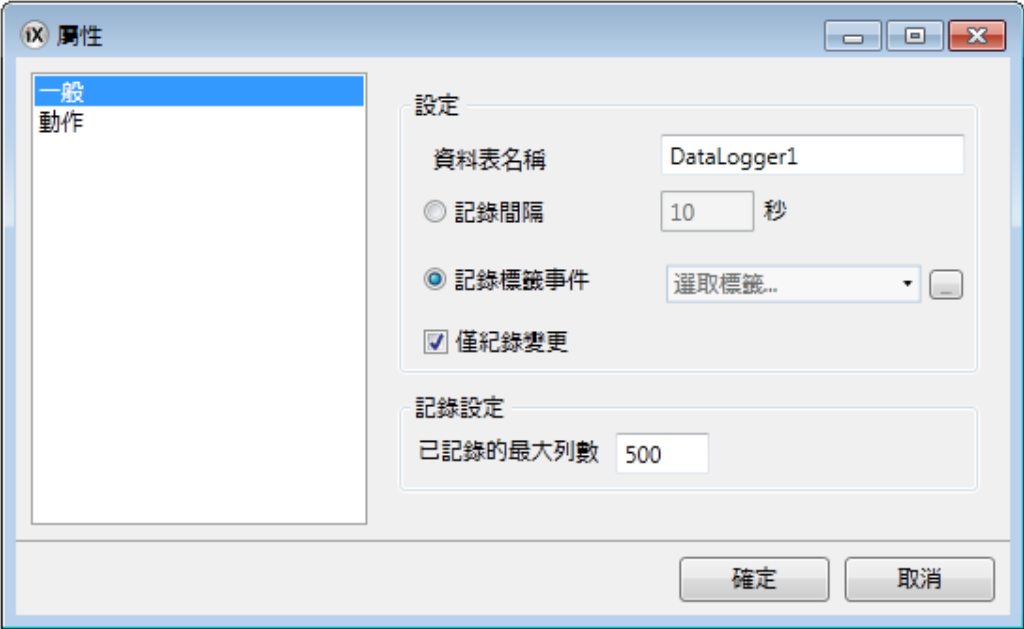 iX 屬性
一般
動作
設定
資料表名稱 DataLogger1
記錄間隔 10 秒
記錄標籤事件 選取標籤...
僅紀錄變更
記錄設定
已記錄的最大列數 500
確定 取消